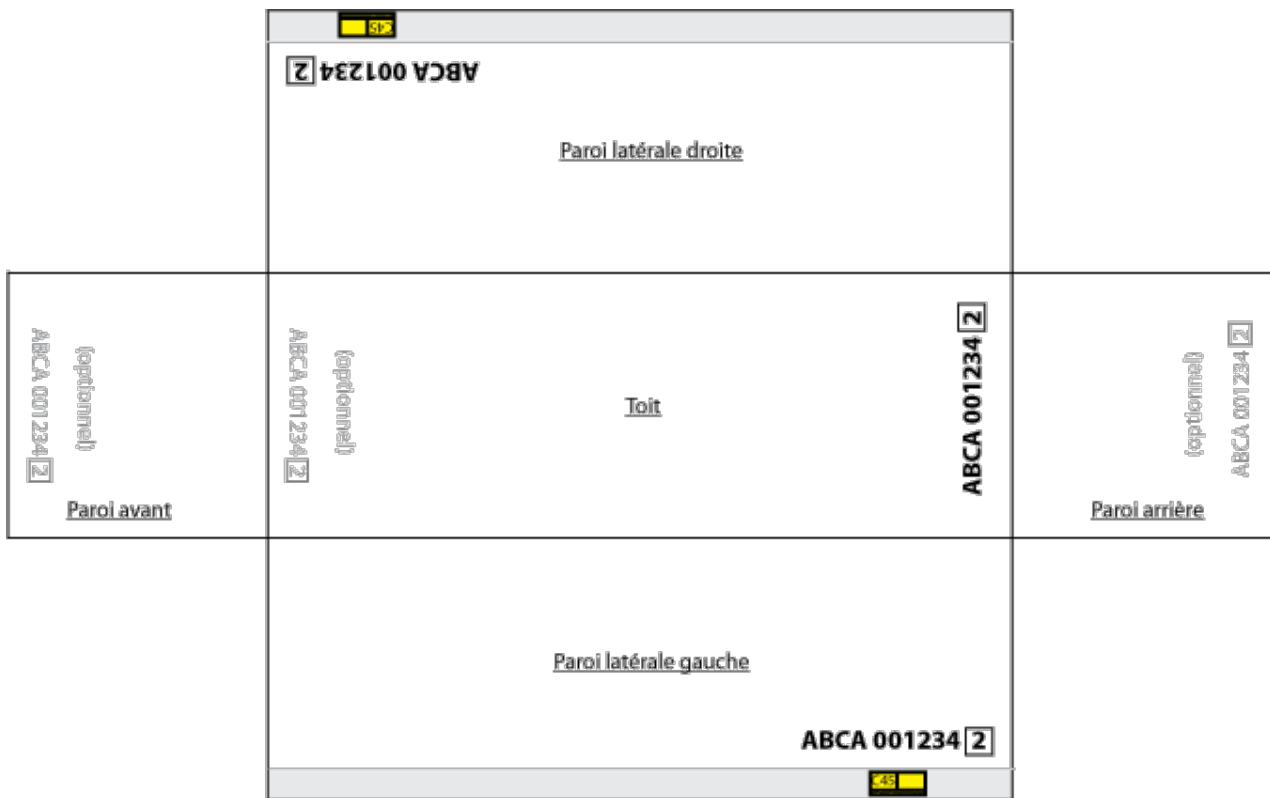 C45
ABCA 001234 2
Paroi latérale droite
ABCA 001234 2
(optionnel)
Paroi avant
ABCA 001234 2
(optionnel)
Toit
ABCA 001234 2
(optionnel)
ABCA 001234 2
Paroi arrière
Paroi latérale gauche
ABCA 001234 2
C45